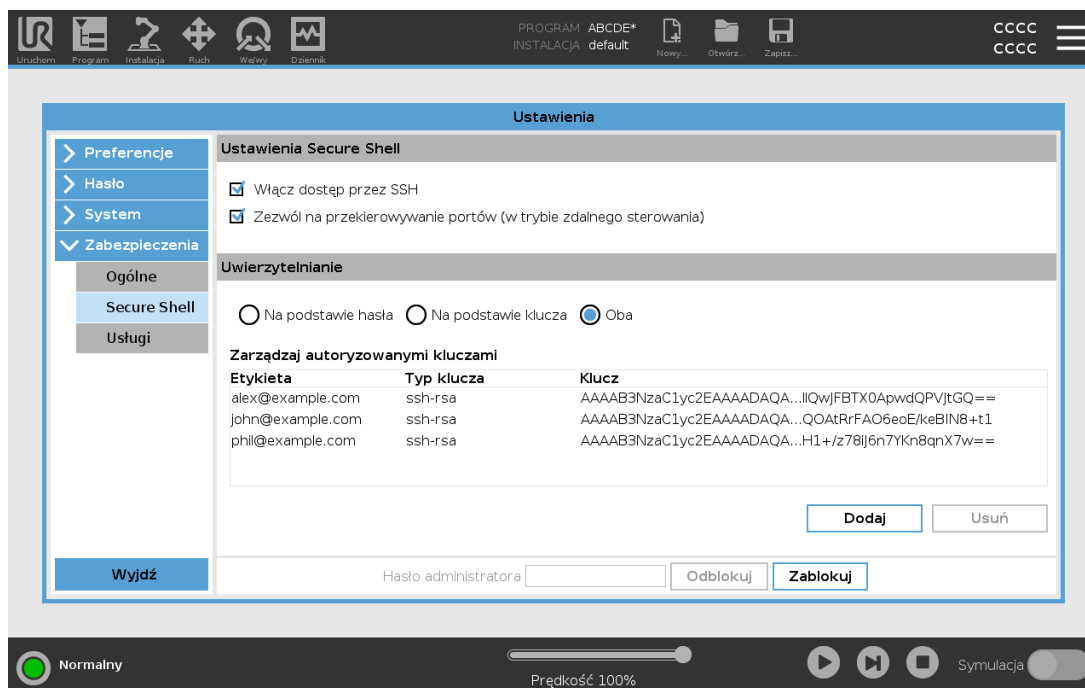 UR
PROGRAM ABCDE*
INSTALACJA default
CCCC
CCCC
Uruchom Program Instalacja Ruch We/wy Dziennik Nowy... Otwórz... Zapisz...
Ustawienia
Preferencje
Hasło
System
Zabezpieczenia
Ogólne
Secure Shell
Usługi
Wyjdź
Ustawienia Secure Shell
Włącz dostęp przez SSH
Zezwól na przekierowywanie portów (w trybie zdalnego sterowania)
Uwierzytelnianie
Na podstawie hasła Na podstawie klucza Oba
Zarządzaj autoryzowanymi kluczami
Etykieta Typ klucza Klucz
alex@example.com ssh-rsa AAAAB3NzaC1yc2EAAAADAQA...IIQwJFBTX0ApwdQPVJtGQ==
john@example.com ssh-rsa AAAAB3NzaC1yc2EAAAADAQA...QOAtRrFAO6eoE/keBIN8+t1
phil@example.com ssh-rsa AAAAB3NzaC1yc2EAAAADAQA...H1+/z78iJ6n7YKn8qnX7w==
Dodaj Usuń
Hasło administratora Odblokuj Zablokuj
Normalny
Prędkość 100%
Symulacja